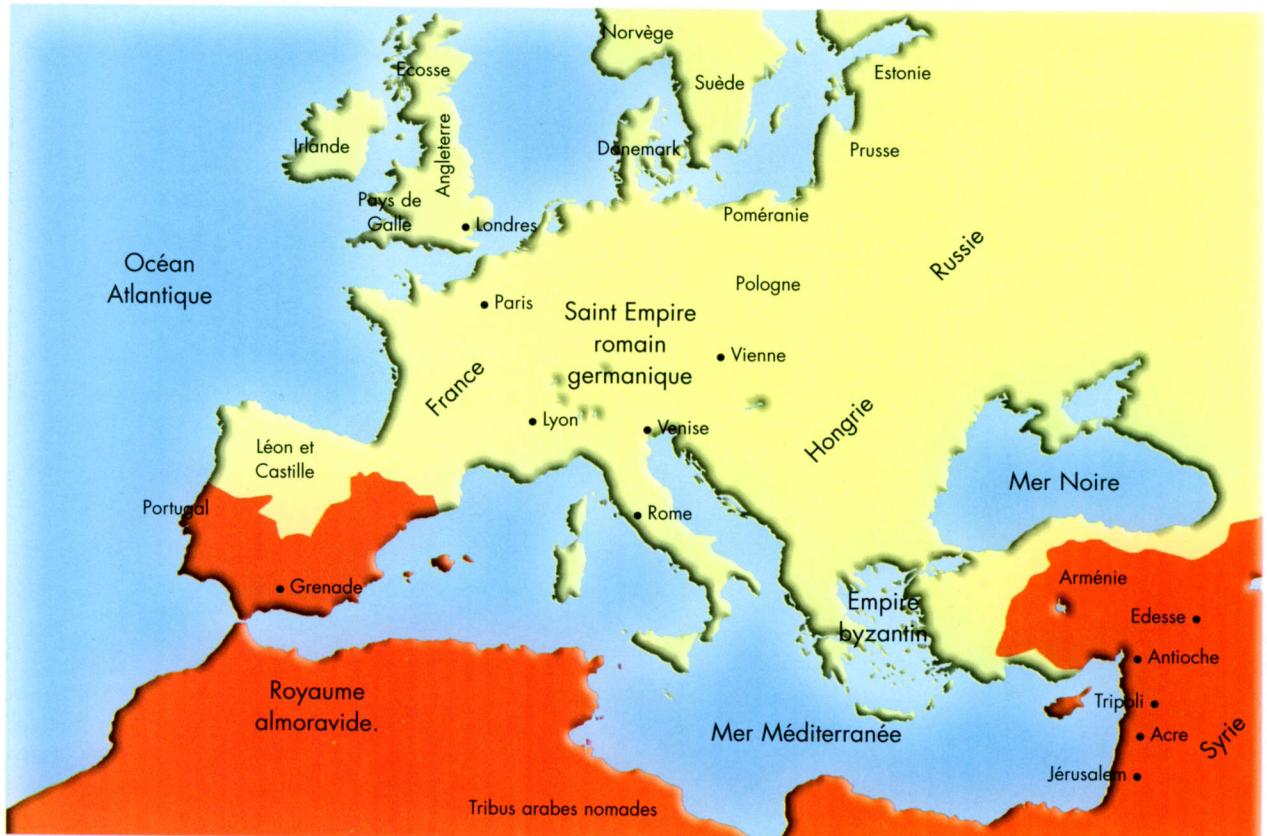 Norvège
Ecosse
Suède
Estonie
Irlande
Angleterre
Danemark
Prusse
Pays de
Galle
Londres
Poméranie
Russie
Océan
Atlantique
Pologne
Paris
Saint Empire
romain
germanique
Vienne
France
Lyon
Venise
Hongrie
Léon et
Castille
Mer Noire
Portugal
Rome
Grenade
Arménie
Empire
byzantin
Edesse
Antioche
Royaume
almoravide.
Tripoli
Mer Méditerranée
Acre
Syrie
Jérusalem
Tribus arabes nomades